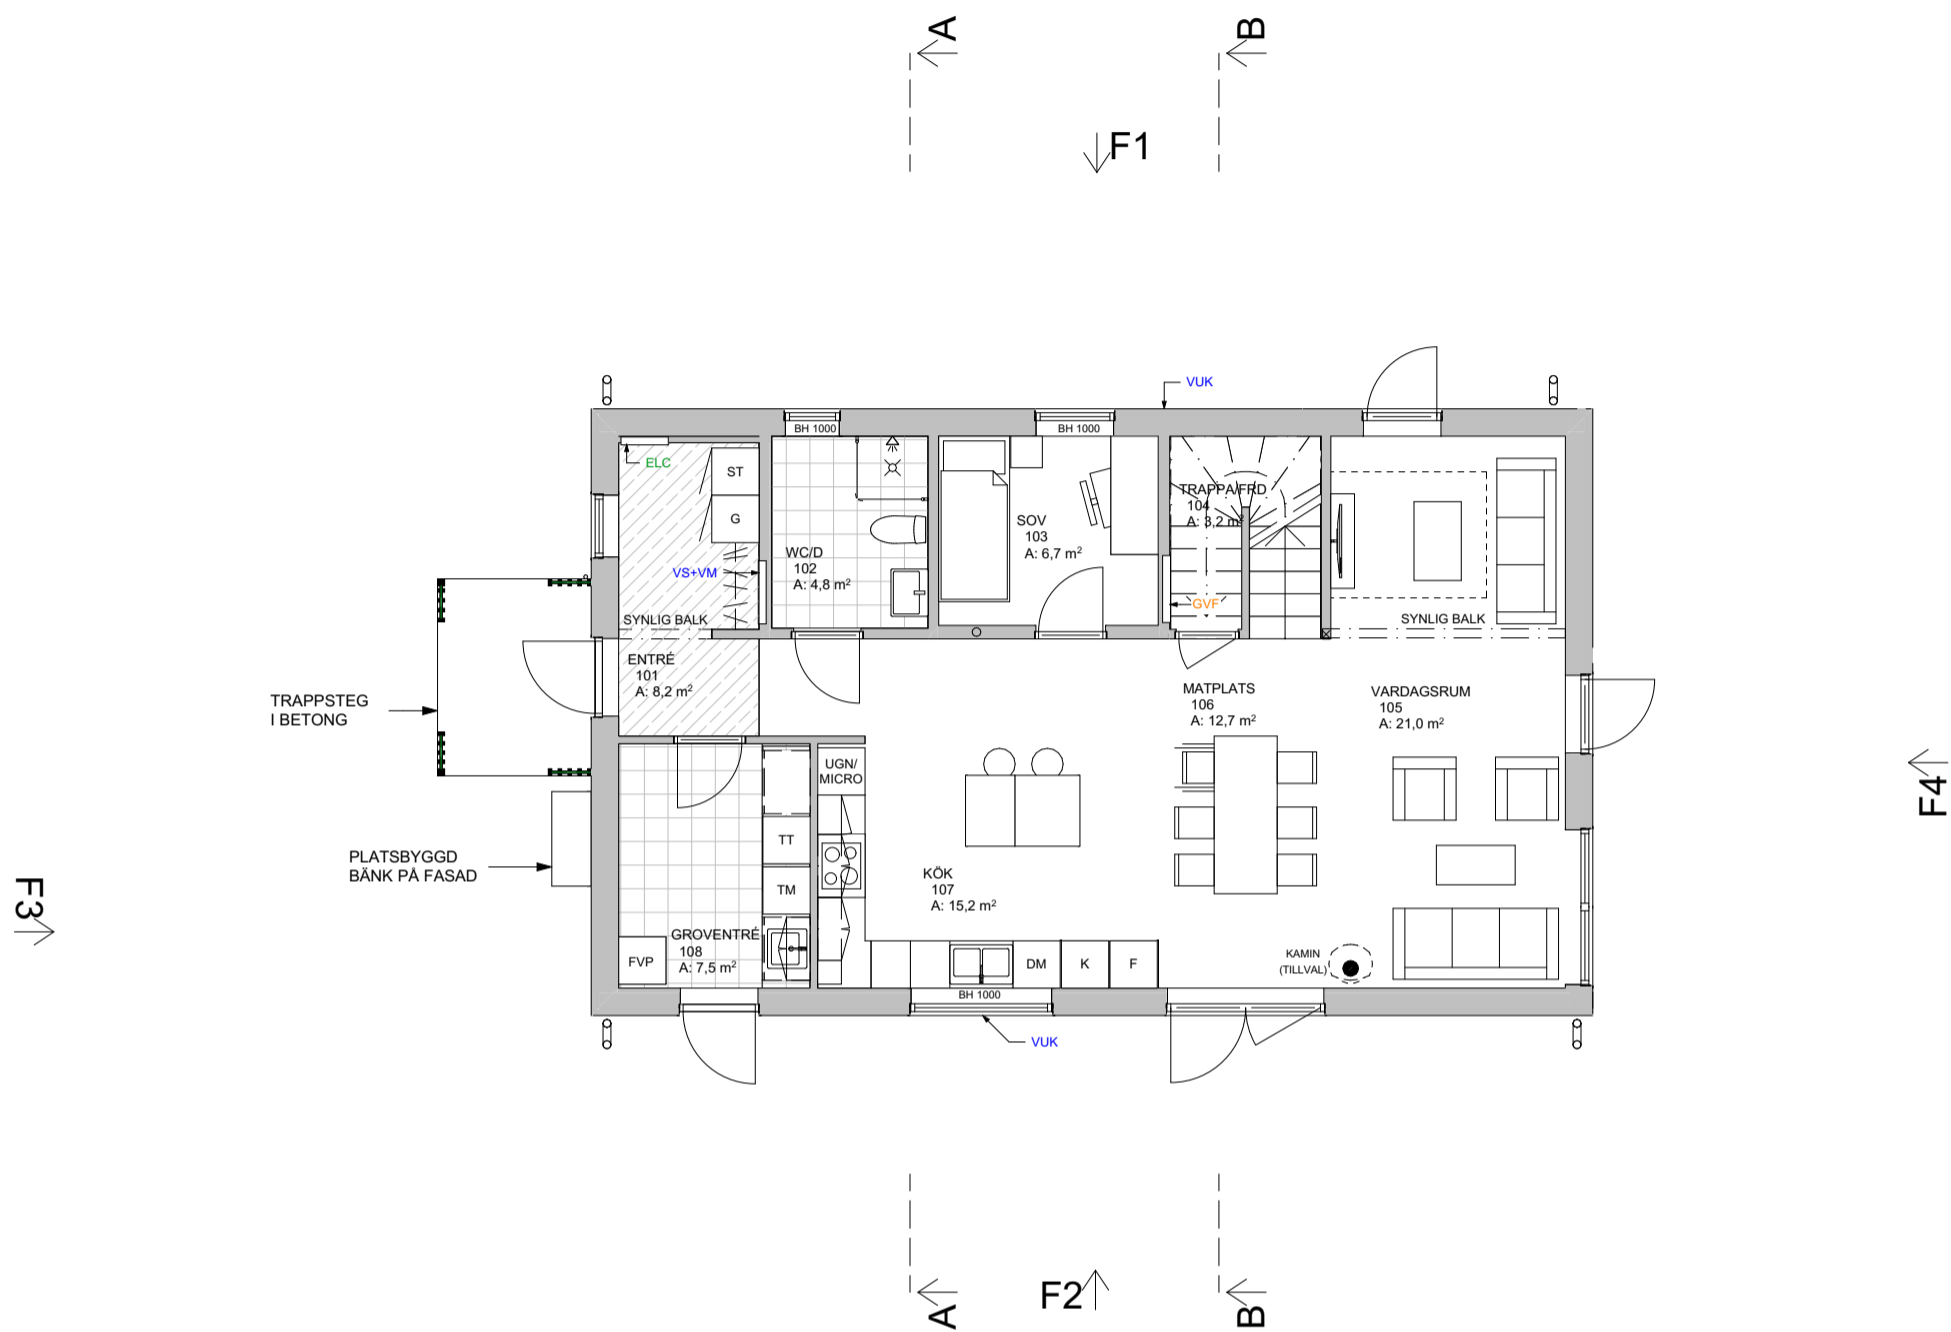 A
B
F1
VUK
BH 1000
BH 1000
ELC
ST
G
TRAPPA/FRD
104
A: 3,2 m²
SOV
103
A: 6,7 m²
WC/D
102
A: 4,8 m²
VS+VM
GVF
SYNLIG BALK
SYNLIG BALK
ENTRÉ
101
A: 8,2 m²
MATPLATS
106
A: 12,7 m²
VARDAGSRUM
105
A: 21,0 m²
TRAPPSTEG
I BETONG
UGN/
MICRO
F4
TT
PLATSBYGGD
BÄNK PÅ FASAD
TM
KÖK
107
A: 15,2 m²
F3
GROVENTRÉ
108
A: 7,5 m²
FVP
DM
K
F
KAMIN
(TILLVAL)
BH 1000
VUK
F2
A
B